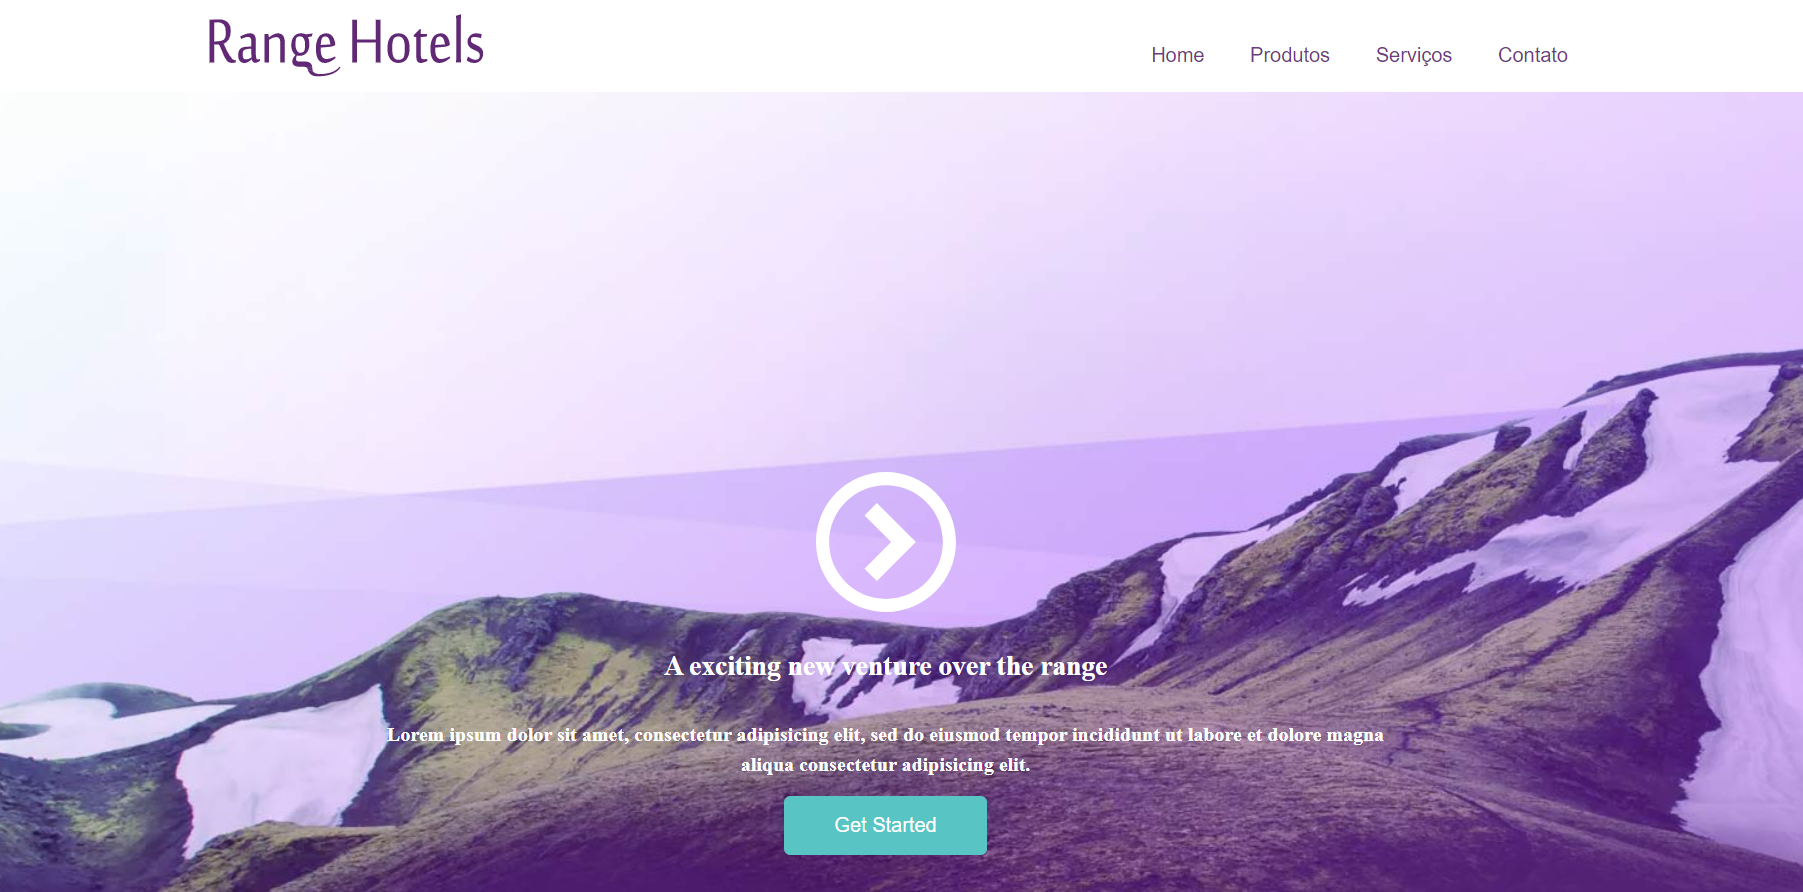 Range Hotels
Home Produtos Serviços Contato
A exciting new venture over the range
Lorem ipsum dolor sit amet, consectetur adipisicing elit, sed do eiusmod tempor incididunt ut labore et dolore magna
aliqua consectetur adipisicing elit.
Get Started